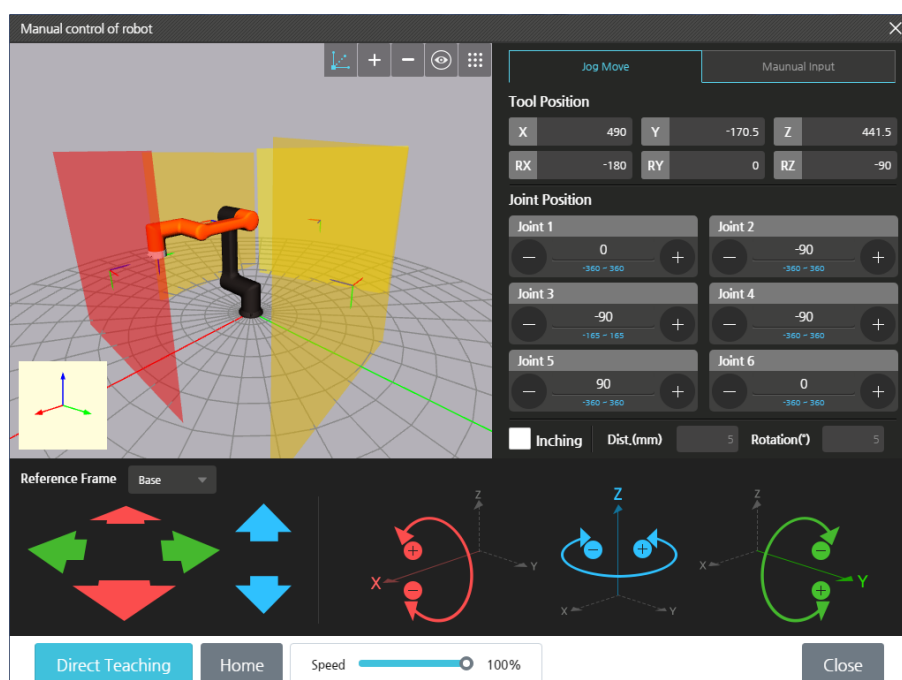 Manual control of robot
Jog Move
Maunual Input
Tool Position
X 490 Y -170.5 Z 441.5
RX -180 RY 0 RZ -90
Joint Position
Joint 1 Joint 2
− 0 + − -90 +
-360 ~ 360 -360 ~ 360
Joint 3 Joint 4
− -90 + − -90 +
-165 ~ 165 -360 ~ 360
Joint 5 Joint 6
− 90 + − 0 +
-360 ~ 360 -360 ~ 360
Inching Dist.(mm) 5 Rotation(°) 5
Reference Frame Base
Z Z Z
+ − + −
X Y X Y
− X Y +
Direct Teaching Home Speed 100% Close